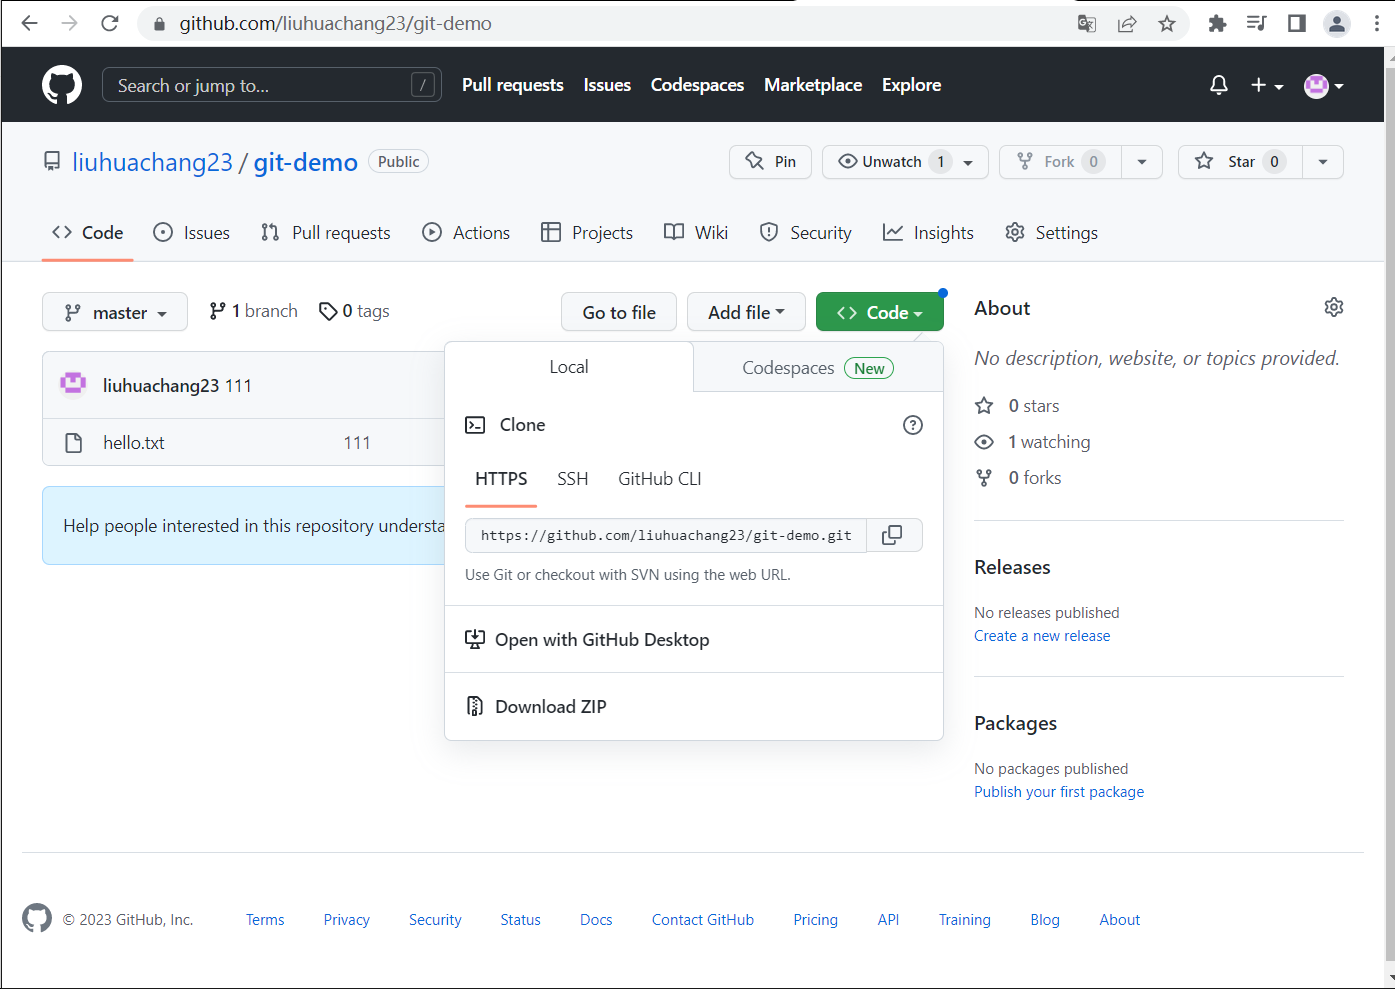 github.com/liuhuachang23/git-demo
Search or jump to... /
Pull requests Issues Codespaces Marketplace Explore
liuhuachang23 / git-demo Public
Pin Unwatch 1 Fork 0 Star 0
Code Issues Pull requests Actions Projects Wiki Security Insights Settings
master 1 branch 0 tags Go to file Add file Code
liuhuachang23 111
hello.txt 111
Help people interested in this repository understa
Local Codespaces New
Clone
HTTPS SSH GitHub CLI
https://github.com/liuhuachang23/git-demo.git
Use Git or checkout with SVN using the web URL.
Open with GitHub Desktop
Download ZIP
About
No description, website, or topics provided.
0 stars
1 watching
0 forks
Releases
No releases published
Create a new release
Packages
No packages published
Publish your first package
© 2023 GitHub, Inc. Terms Privacy Security Status Docs Contact GitHub Pricing API Training Blog About